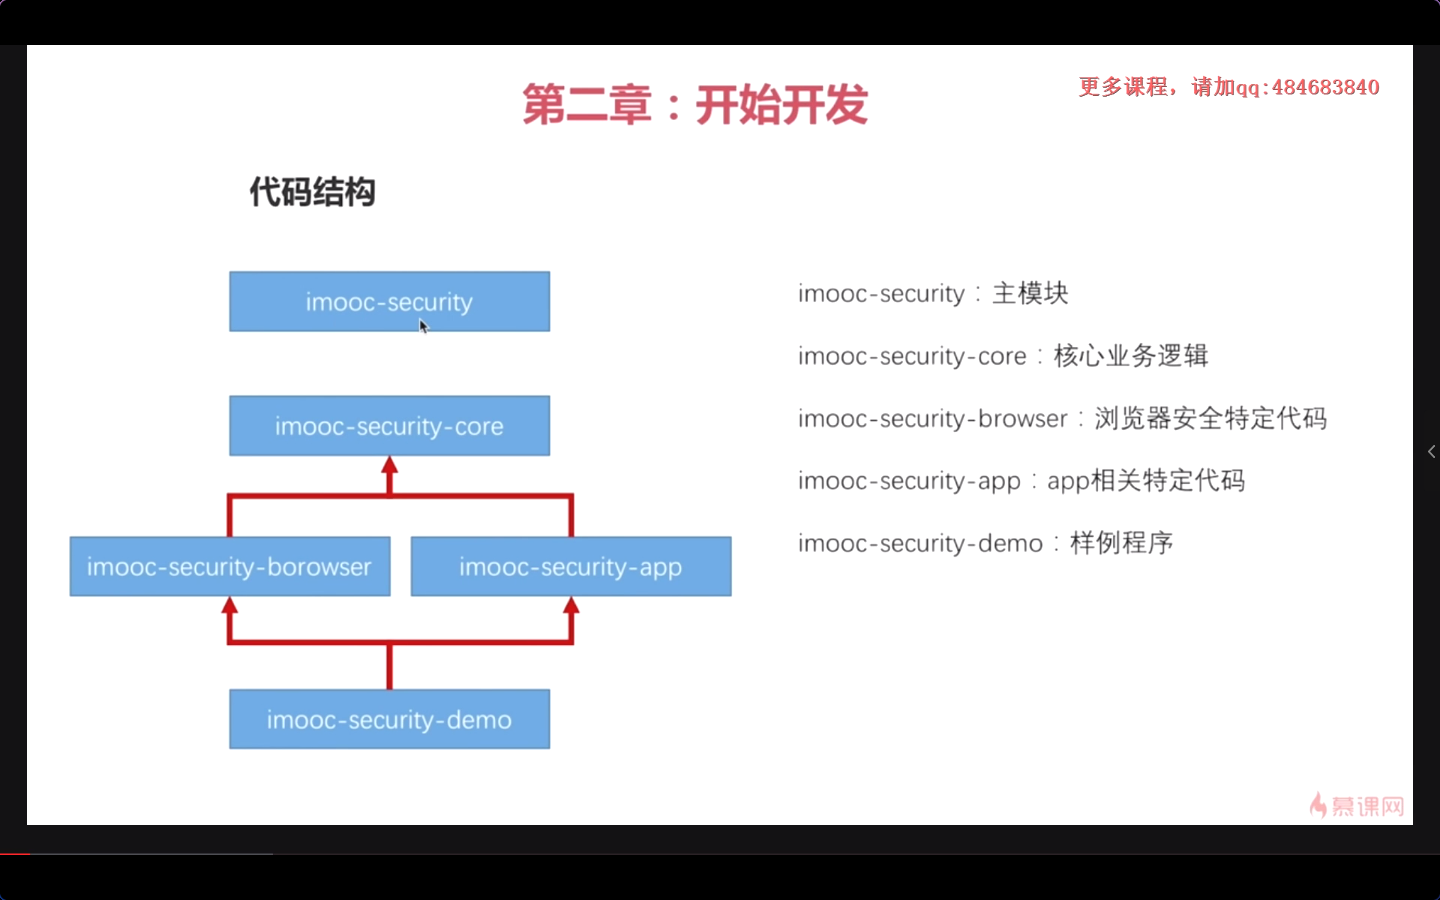 第二章：开始开发
更多课程，请加qq:484683840
代码结构
imooc-security
imooc-security-core
imooc-security-borowser
imooc-security-app
imooc-security-demo
imooc-security：主模块
imooc-security-core：核心业务逻辑
imooc-security-browser：浏览器安全特定代码
imooc-security-app：app相关特定代码
imooc-security-demo：样例程序
慕课网